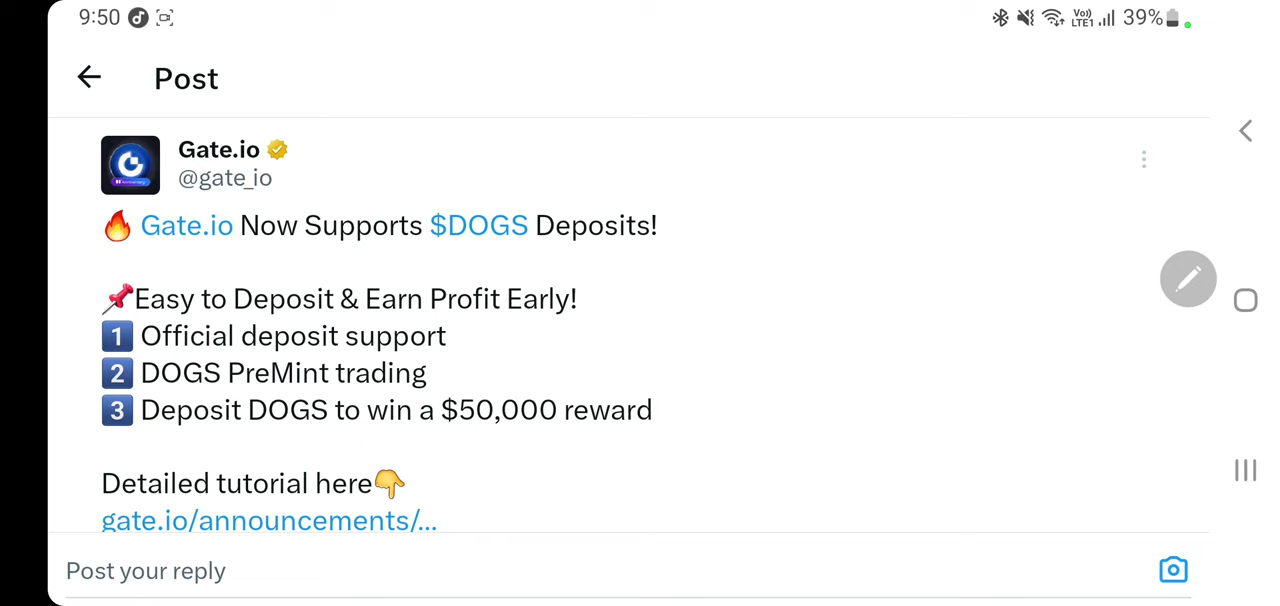 9:50
Vo)) LTE1 39%
Post
Gate.io
@gate_io
🔥 Gate.io Now Supports $DOGS Deposits!
📌Easy to Deposit & Earn Profit Early!
1️⃣ Official deposit support
2️⃣ DOGS PreMint trading
3️⃣ Deposit DOGS to win a $50,000 reward
Detailed tutorial here👇
gate.io/announcements/...
Post your reply